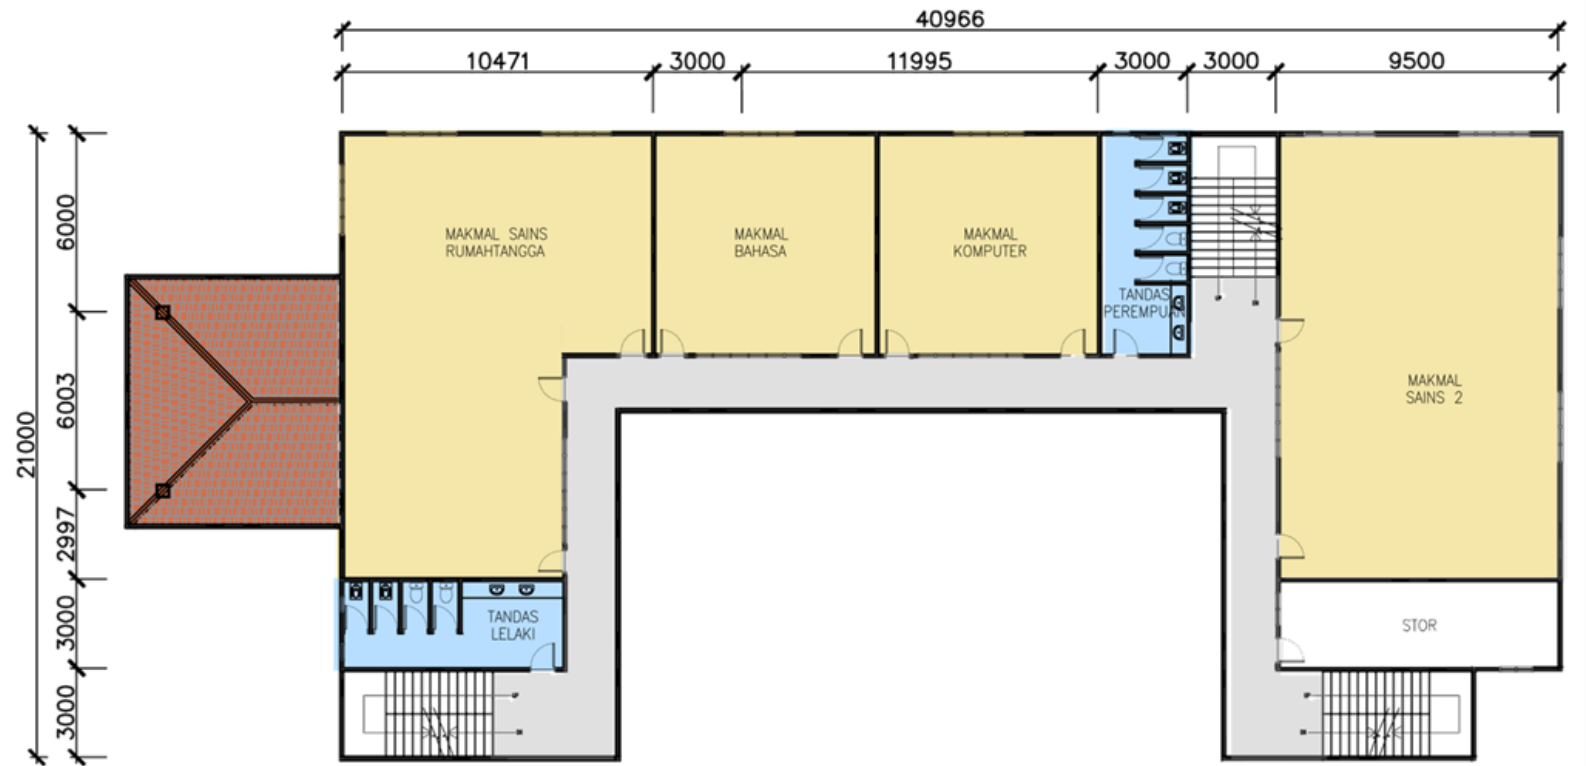 40966
10471
3000
11995
3000
3000
9500
21000
6000
6003
2997
3000
3000
MAKMAL SAINS
RUMAHTANGGA
MAKMAL
BAHASA
MAKMAL
KOMPUTER
TANDAS
PEREMPUAN
MAKMAL
SAINS 2
TANDAS
LELAKI
STOR